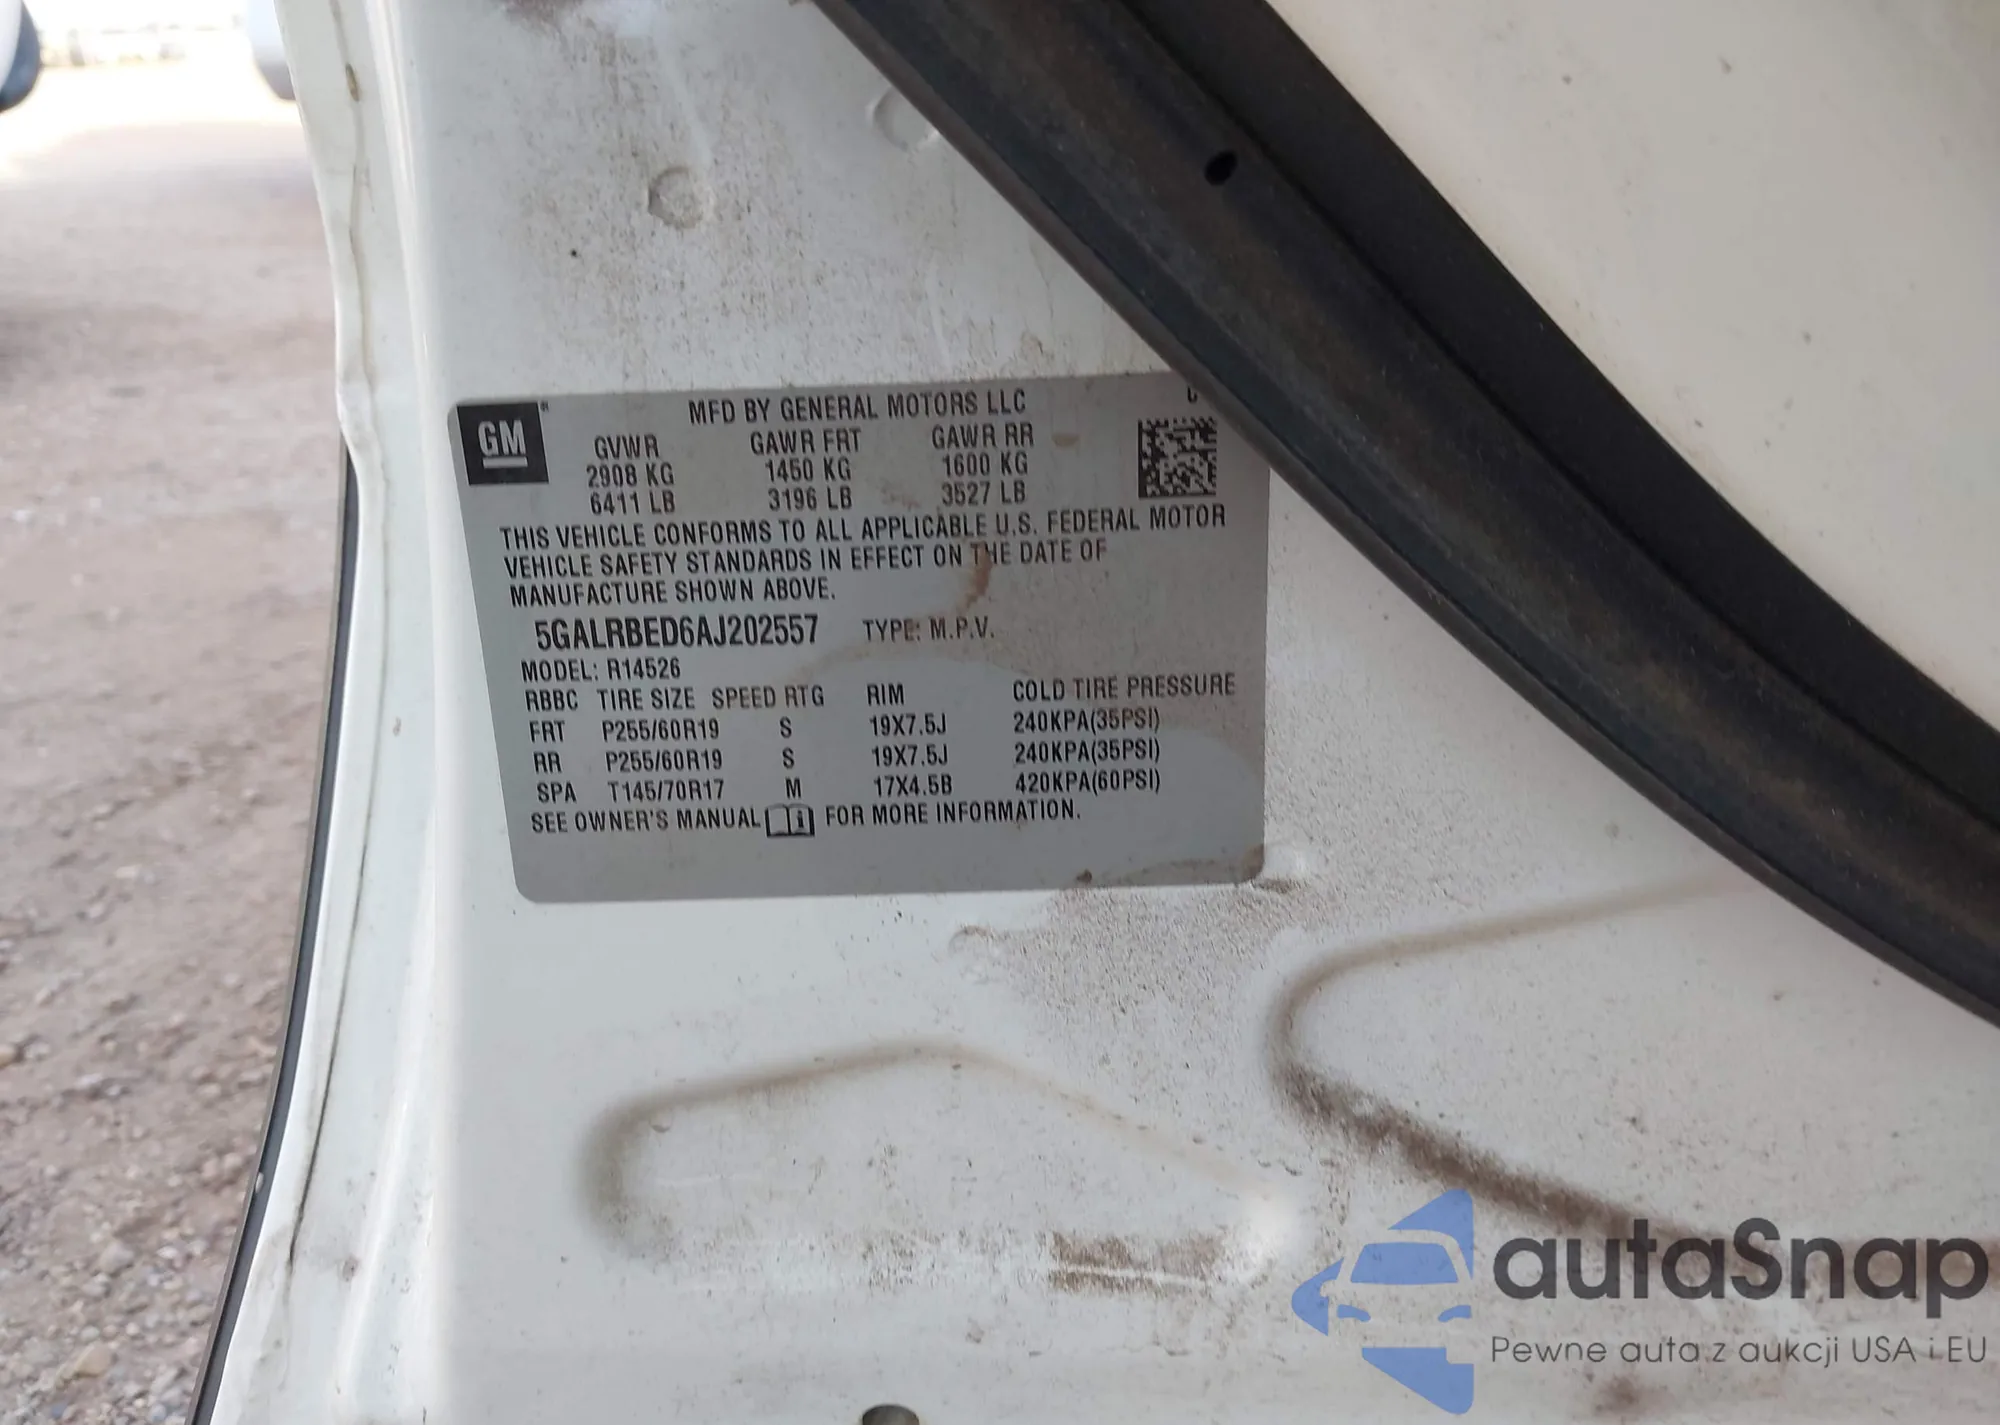 GM
MFD BY GENERAL MOTORS LLC
GVWR GAWR FRT GAWR RR
2908 KG 1450 KG 1600 KG
6411 LB 3196 LB 3527 LB
THIS VEHICLE CONFORMS TO ALL APPLICABLE U.S. FEDERAL MOTOR
VEHICLE SAFETY STANDARDS IN EFFECT ON THE DATE OF
MANUFACTURE SHOWN ABOVE.
5GALRBED6AJ202557 TYPE: M.P.V.
MODEL: R14526
RBBC TIRE SIZE SPEED RTG RIM COLD TIRE PRESSURE
FRT P255/60R19 S 19X7.5J 240KPA(35PSI)
RR P255/60R19 S 19X7.5J 240KPA(35PSI)
SPA T145/70R17 M 17X4.5B 420KPA(60PSI)
SEE OWNER'S MANUAL FOR MORE INFORMATION.
autaSnap
Pewne auta z aukcji USA i EU